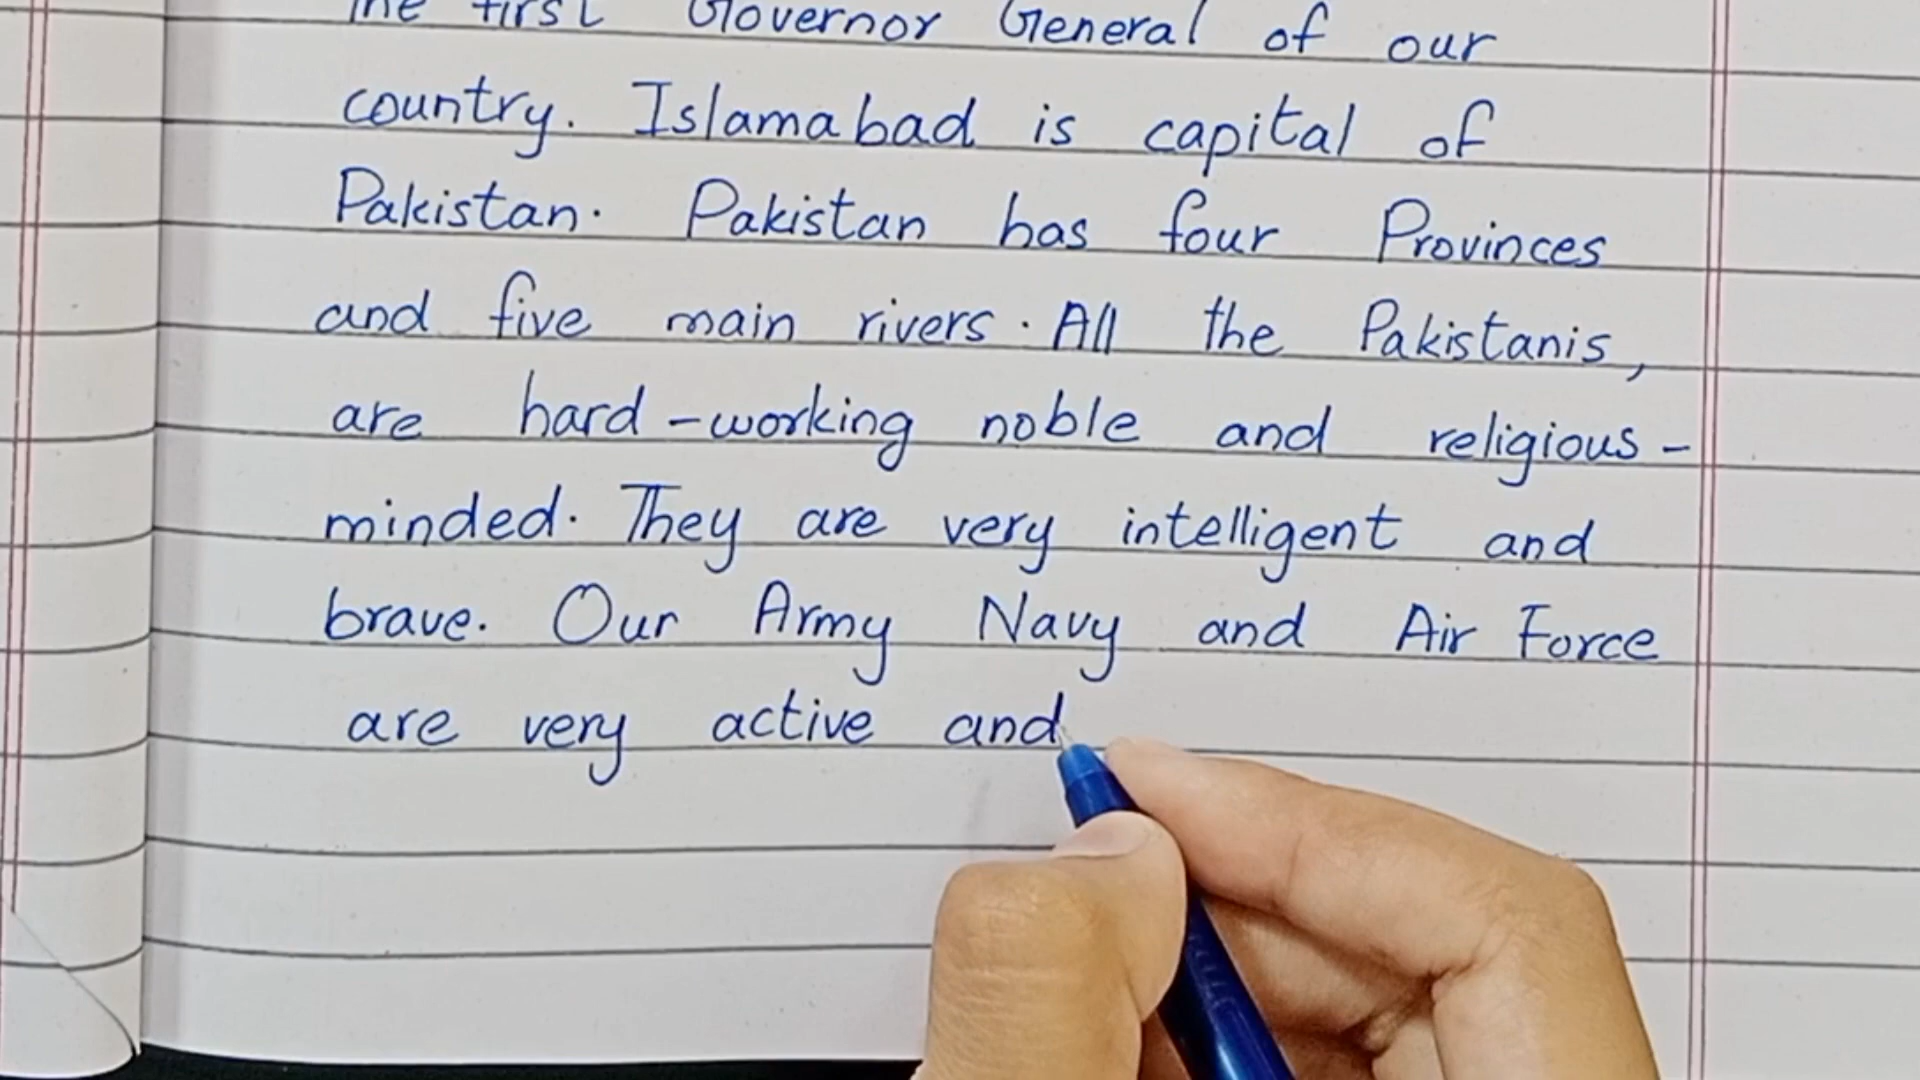 the first Governor General of our
country. Islamabad is capital of
Pakistan. Pakistan has four Provinces
and five main rivers. All the Pakistanis,
are hard-working noble and religious-
minded. They are very intelligent and
brave. Our Army Navy and Air Force
are very active and